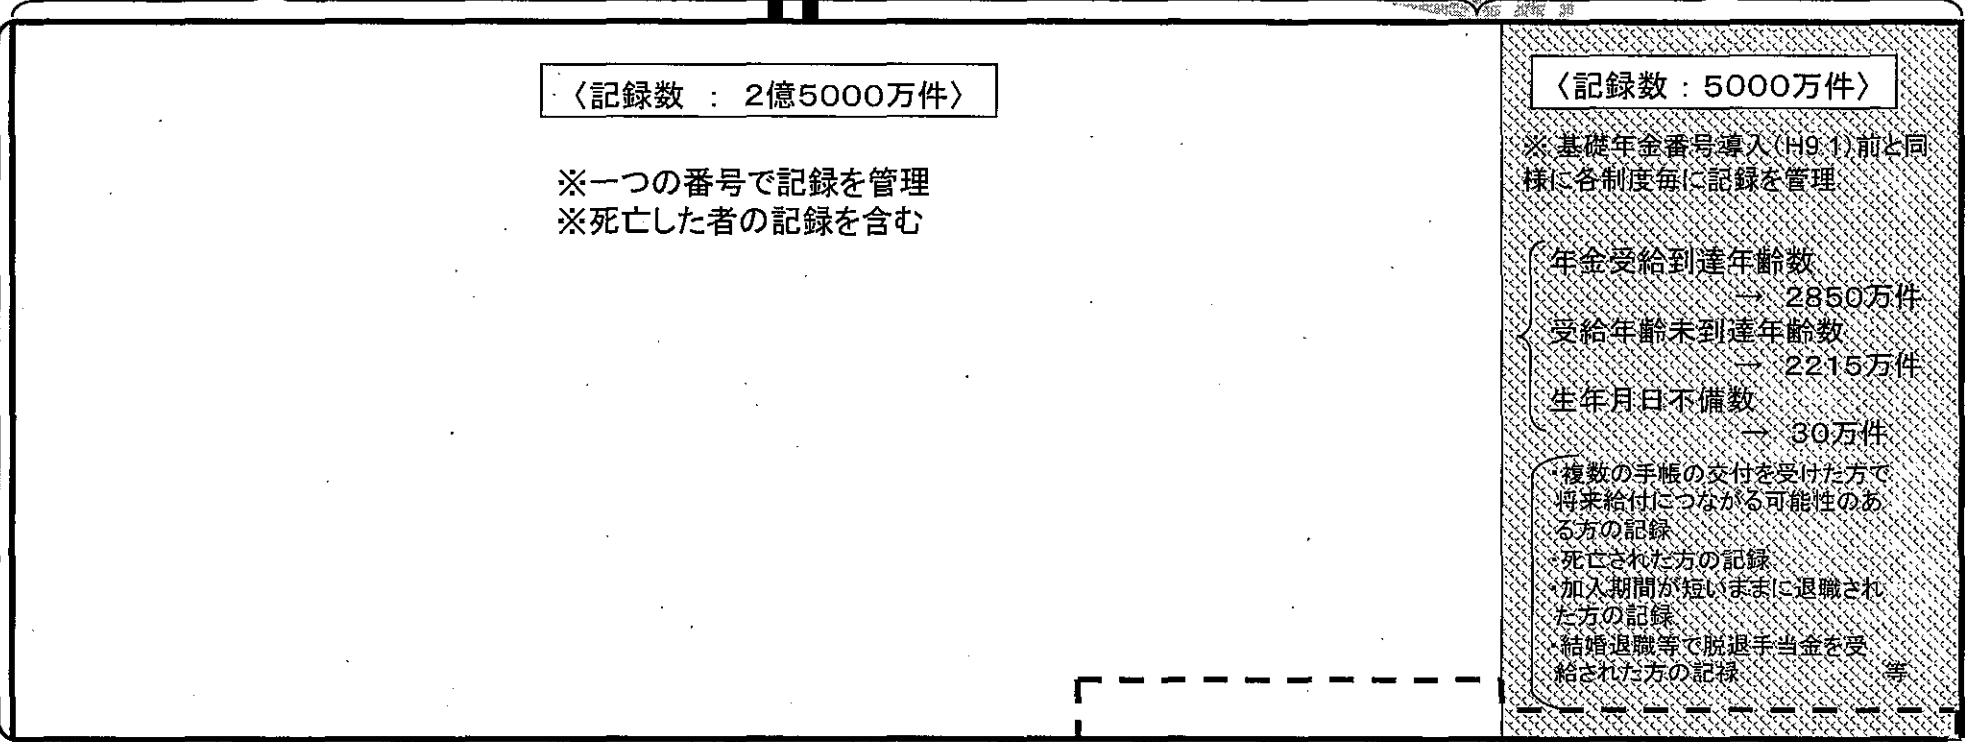 〈記録数 : 2億5000万件〉
※一つの番号で記録を管理
※死亡した者の記録を含む
〈記録数 : 5000万件〉
※基礎年金番号導入(H9.1)前と同
様に各制度毎に記録を管理
年金受給到達年齢数
→ 2850万件
受給年齢未到達年齢数
→ 2215万件
生年月日不備数
→ 30万件
・複数の手帳の交付を受けた方で
将来給付につながる可能性のあ
る方の記録
・死亡された方の記録
・加入期間が短いままに退職され
た方の記録
・結婚退職等で脱退手当金を受
給された方の記禄 等